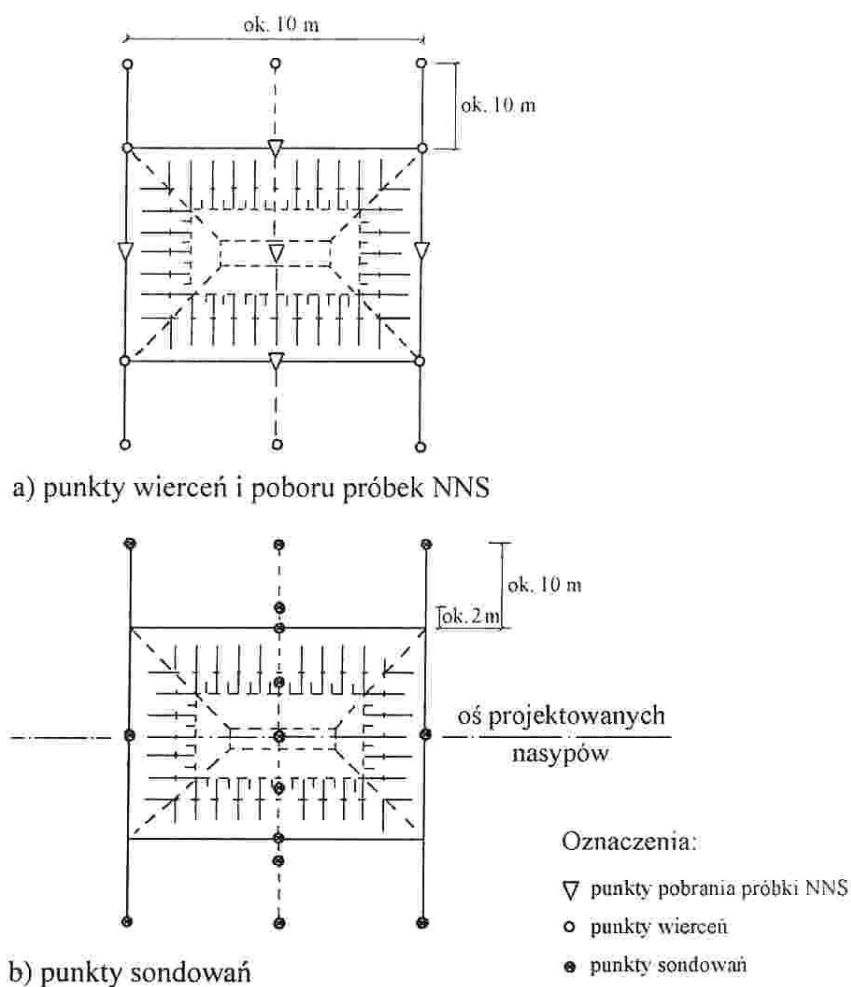 ok. 10 m
ok. 10 m
a) punkty wierceń i poboru próbek NNS
ok. 10 m
ok. 2 m
oś projektowanych
nasypów
Oznaczenia:
punkty pobrania próbki NNS
punkty wierceń
punkty sondowań
b) punkty sondowań